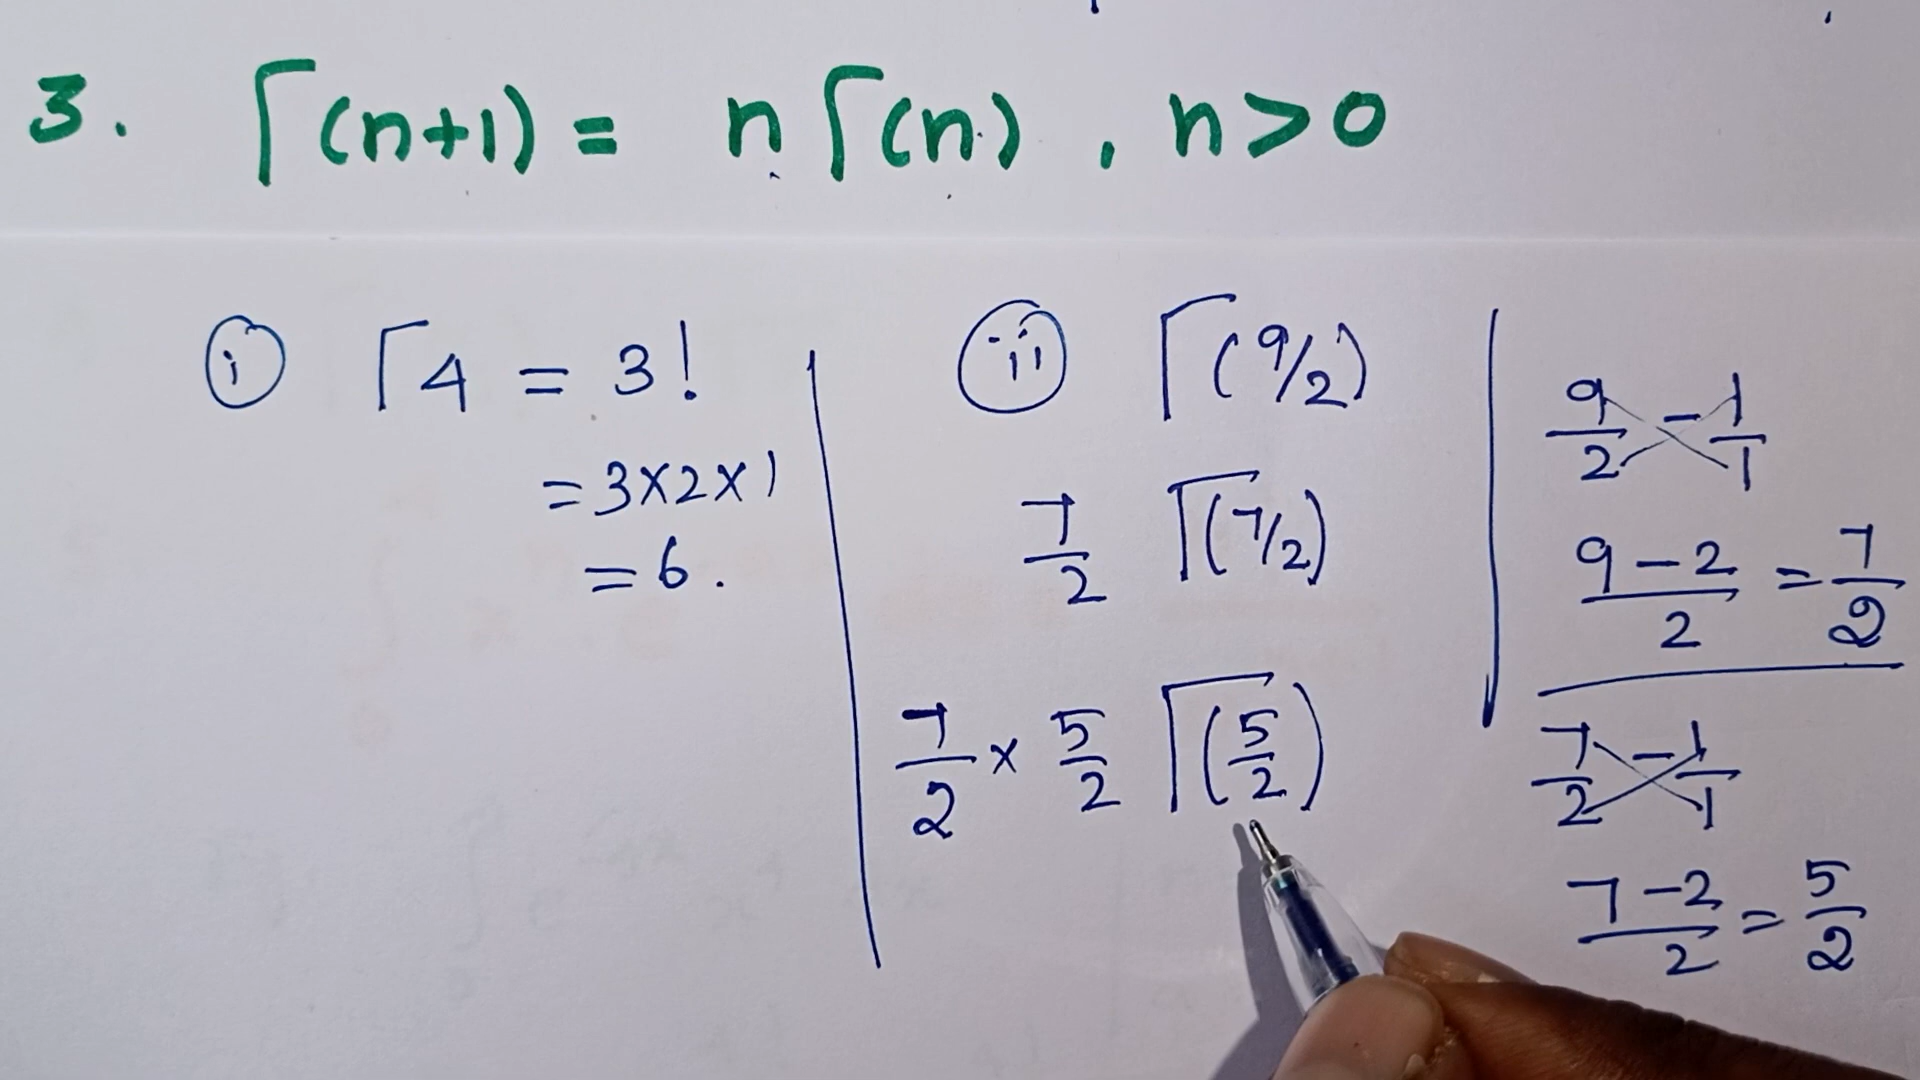 3. Γ(n+1) = n Γ(n), n>0
(i) Γ4 = 3!
= 3×2×1
= 6.
(ii) Γ(9/2)
7/2 Γ(7/2)
7/2 × 5/2 Γ(5/2)
9/2 - 1/1
9-2/2 = 7/2
7/2 - 1/1
7-2/2 = 5/2